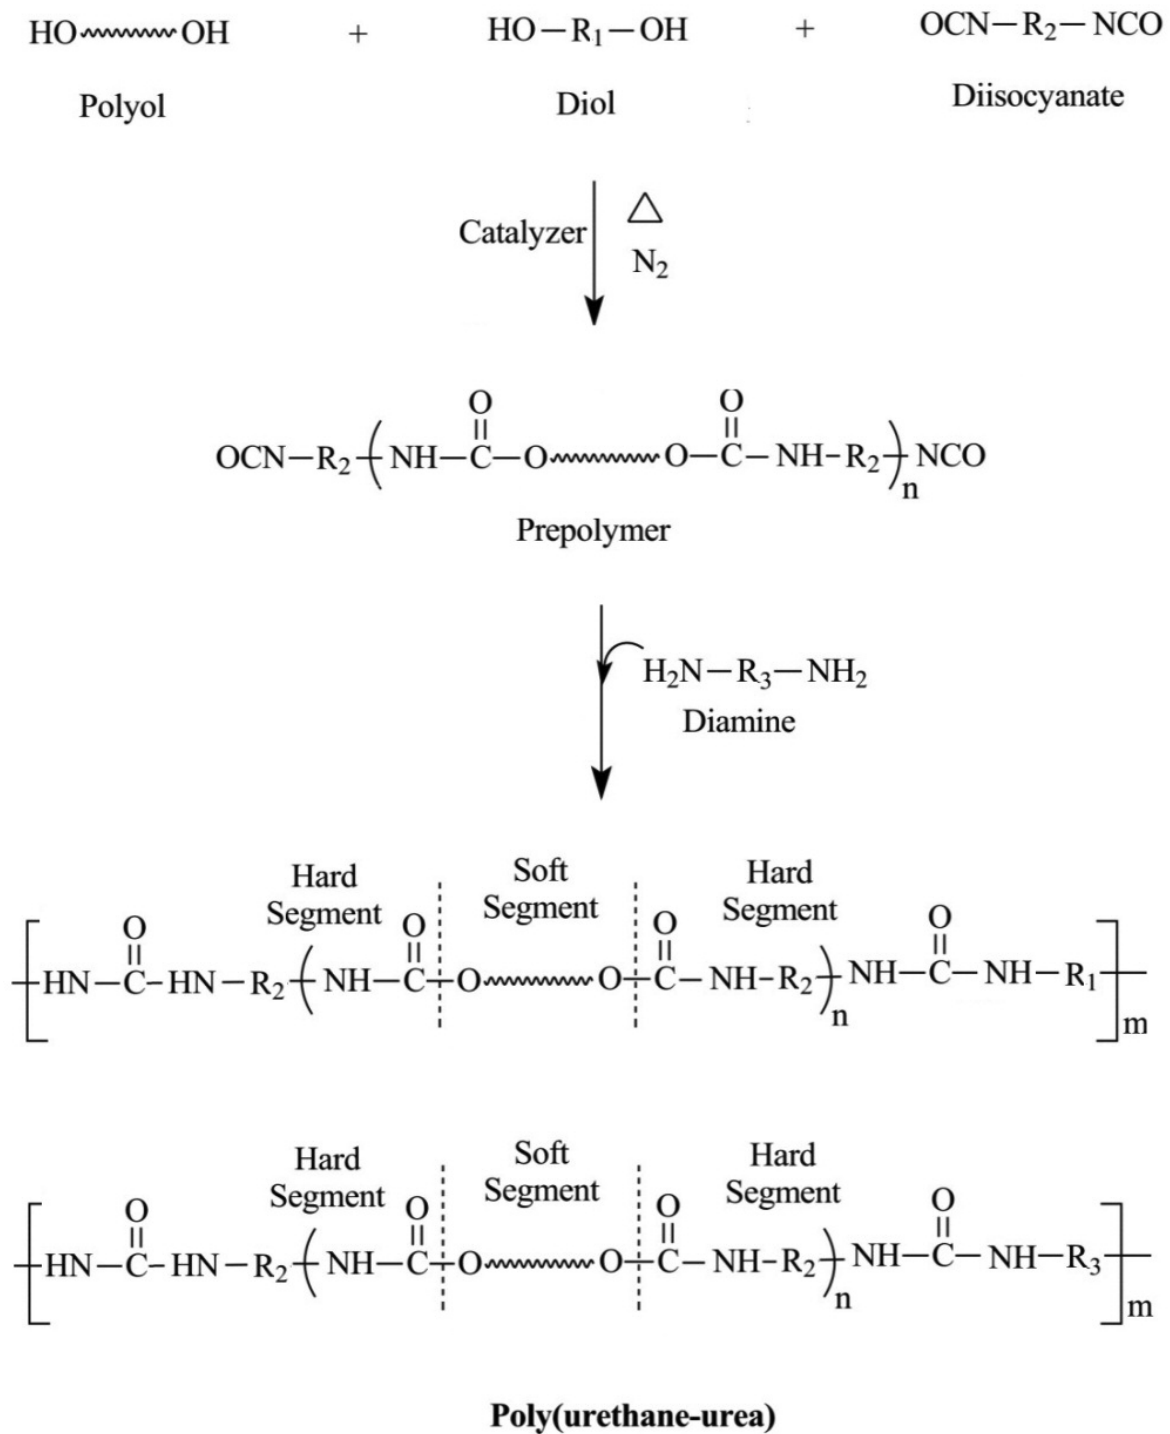 HO OH + HO–R₁–OH + OCN–R₂–NCO
Polyol Diol Diisocyanate
Catalyzer △
N₂
O O
OCN–R₂ ( NH–C–O O–C–NH–R₂ )n NCO
Prepolymer
H₂N–R₃–NH₂
Diamine
Hard Segment Soft Segment Hard Segment
O O O O
[ HN–C–HN–R₂ ( NH–C–O O–C–NH–R₂ )n NH–C–NH–R₁ ]m
Hard Segment Soft Segment Hard Segment
O O O O
[ HN–C–HN–R₂ ( NH–C–O O–C–NH–R₂ )n NH–C–NH–R₃ ]m
Poly(urethane-urea)